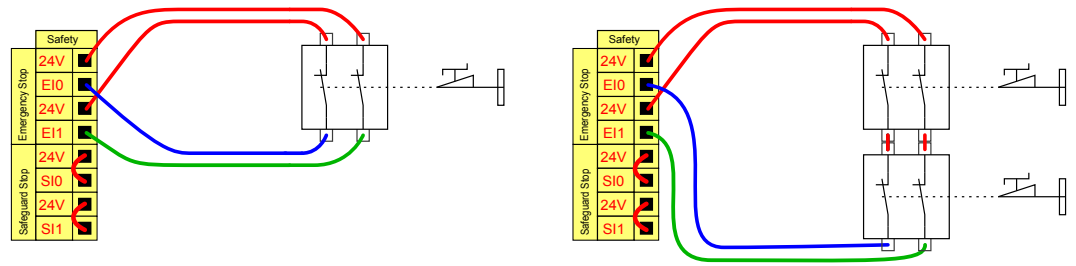 Safety
Emergency Stop
24V
EI0
24V
EI1
Safeguard Stop
24V
SI0
24V
SI1
Safety
Emergency Stop
24V
EI0
24V
EI1
Safeguard Stop
24V
SI0
24V
SI1